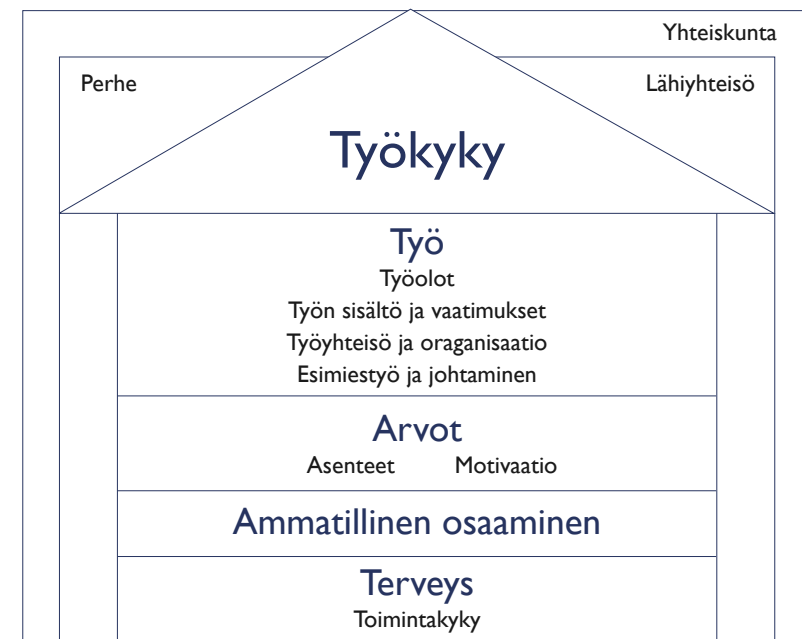 Yhteiskunta
Perhe
Lähiyhteisö
Työkyky
Työ
Työolot
Työn sisältö ja vaatimukset
Työyhteisö ja oraganisaatio
Esimiestyö ja johtaminen
Arvot
Asenteet Motivaatio
Ammatillinen osaaminen
Terveys
Toimintakyky